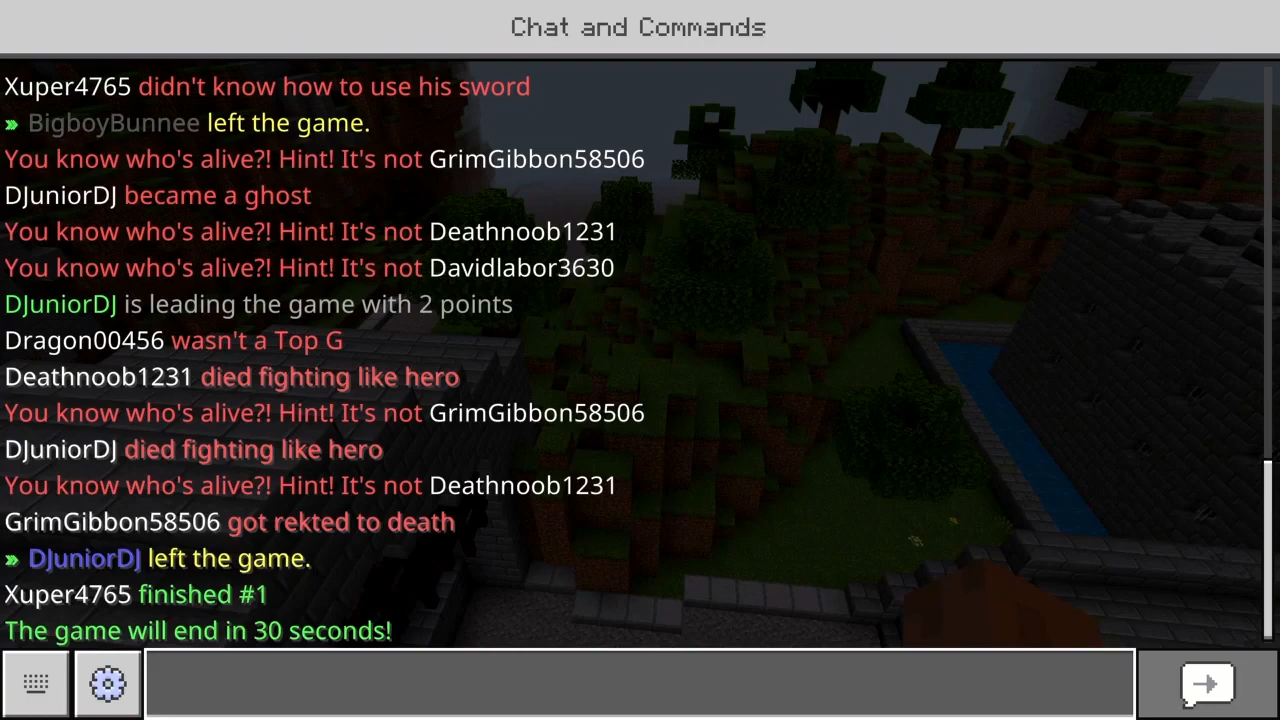 Chat and Commands
Xuper4765 didn't know how to use his sword
» BigboyBunnee left the game.
You know who's alive?! Hint! It's not GrimGibbon58506
DJuniorDJ became a ghost
You know who's alive?! Hint! It's not Deathnoob1231
You know who's alive?! Hint! It's not Davidlabor3630
DJuniorDJ is leading the game with 2 points
Dragon00456 wasn't a Top G
Deathnoob1231 died fighting like hero
You know who's alive?! Hint! It's not GrimGibbon58506
DJuniorDJ died fighting like hero
You know who's alive?! Hint! It's not Deathnoob1231
GrimGibbon58506 got rekted to death
» DJuniorDJ left the game.
Xuper4765 finished #1
The game will end in 30 seconds!